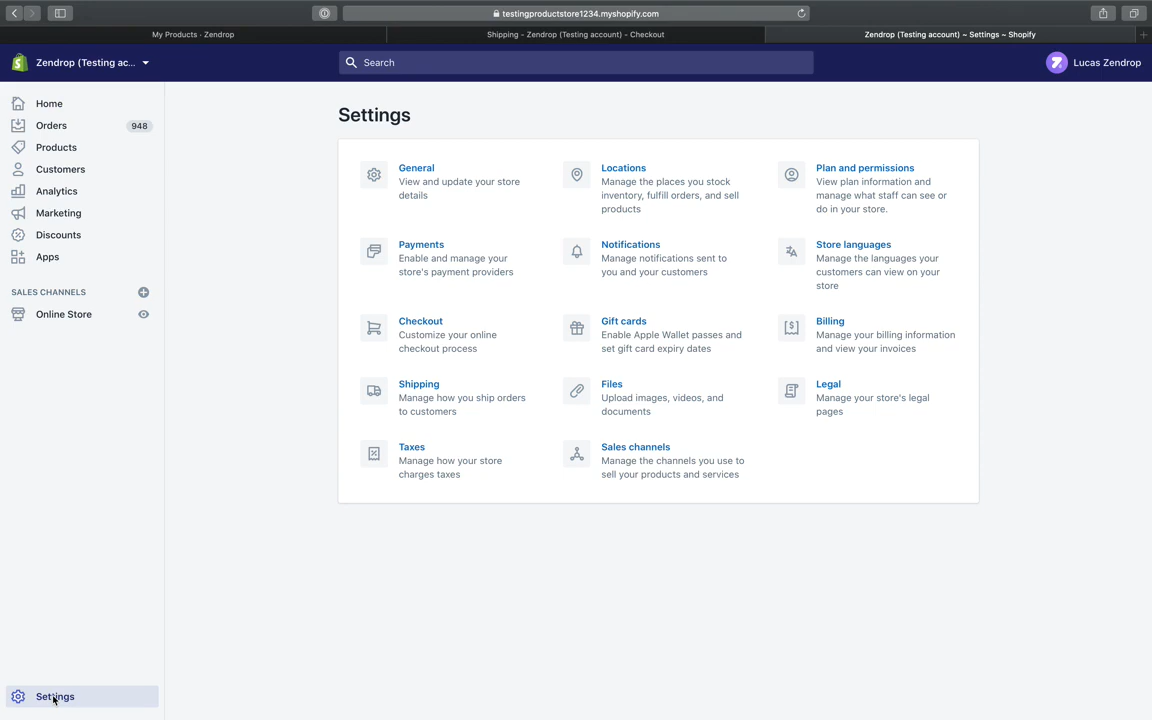 testingproductstore1234.myshopify.com
My Products · Zendrop
Shipping - Zendrop (Testing account) - Checkout
Zendrop (Testing account) ~ Settings ~ Shopify
Zendrop (Testing ac...
Search
Lucas Zendrop
Home
Orders 948
Products
Customers
Analytics
Marketing
Discounts
Apps
SALES CHANNELS
Online Store
Settings
Settings
General
View and update your store
details
Locations
Manage the places you stock
inventory, fulfill orders, and sell
products
Plan and permissions
View plan information and
manage what staff can see or
do in your store.
Payments
Enable and manage your
store's payment providers
Notifications
Manage notifications sent to
you and your customers
Store languages
Manage the languages your
customers can view on your
store
Checkout
Customize your online
checkout process
Gift cards
Enable Apple Wallet passes and
set gift card expiry dates
Billing
Manage your billing information
and view your invoices
Shipping
Manage how you ship orders
to customers
Files
Upload images, videos, and
documents
Legal
Manage your store's legal
pages
Taxes
Manage how your store
charges taxes
Sales channels
Manage the channels you use to
sell your products and services